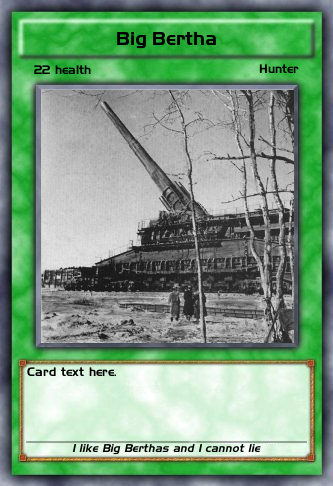 Big Bertha
22 health
Hunter
Card text here.
I like Big Berthas and I cannot lie